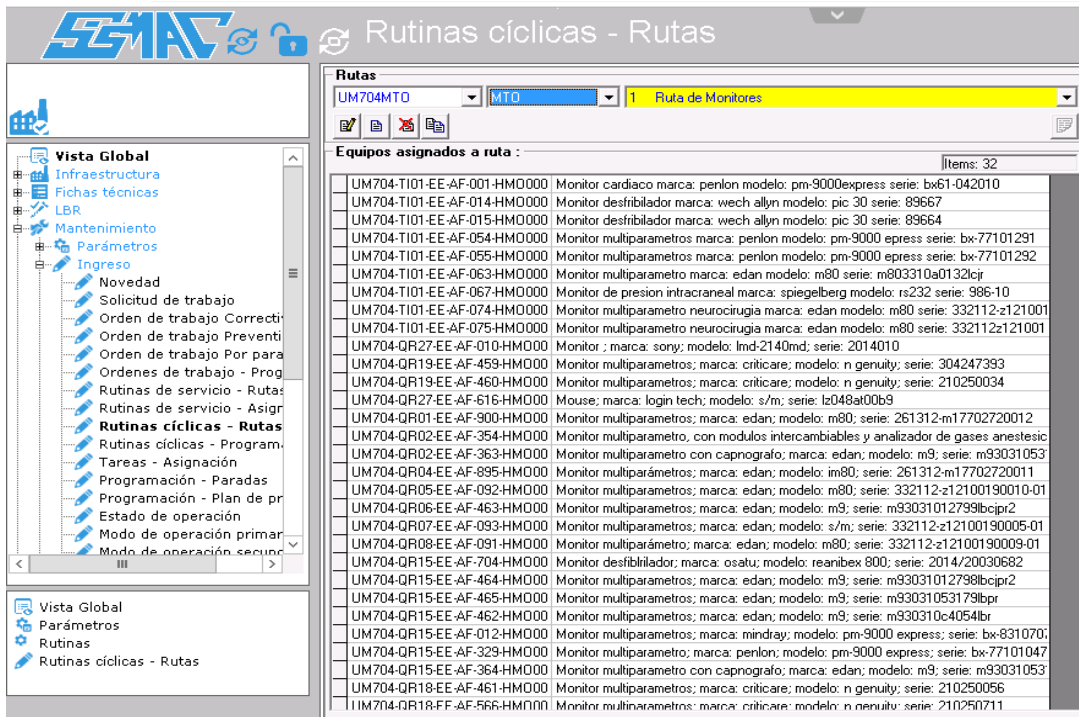 SISMAC
Rutinas cíclicas - Rutas
Rutas
UM704MTO
MTO
1 Ruta de Monitores
Equipos asignados a ruta :
Items: 32
Vista Global
Infraestructura
Fichas técnicas
LBR
Mantenimiento
Parámetros
Ingreso
Novedad
Solicitud de trabajo
Orden de trabajo Correcti
Orden de trabajo Preventi
Orden de trabajo Por para
Ordenes de trabajo - Prog
Rutinas de servicio - Rutas
Rutinas de servicio - Asigr
Rutinas cíclicas - Rutas
Rutinas cíclicas - Program
Tareas - Asignación
Programación - Paradas
Programación - Plan de pr
Estado de operación
Modo de operación primar
Modo de operación secund
Vista Global
Parámetros
Rutinas
Rutinas cíclicas - Rutas
UM704-TI01-EE-AF-001-HMO000 Monitor cardiaco marca: penlon modelo: pm-9000express serie: bx61-042010
UM704-TI01-EE-AF-014-HMO000 Monitor desfribilador marca: wech allyn modelo: pic 30 serie: 89667
UM704-TI01-EE-AF-015-HMO000 Monitor desfribilador marca: wech allyn modelo: pic 30 serie: 89664
UM704-TI01-EE-AF-054-HMO000 Monitor multiparametros marca: penlon modelo: pm-9000 epress serie: bx-77101291
UM704-TI01-EE-AF-055-HMO000 Monitor multiparametros marca: penlon modelo: pm-9000 epress serie: bx-77101292
UM704-TI01-EE-AF-063-HMO000 Monitor multiparametro marca: edan modelo: m80 serie: m803310a0132lcjr
UM704-TI01-EE-AF-067-HMO000 Monitor de presion intracraneal marca: spiegelberg modelo: rs232 serie: 986-10
UM704-TI01-EE-AF-074-HMO000 Monitor multiparametro neurocirugia marca: edan modelo: m80 serie: 332112-z121001
UM704-TI01-EE-AF-075-HMO000 Monitor multiparametro neurocirugia marca: edan modelo: m80 serie: 332112z121001
UM704-QR27-EE-AF-010-HMO000 Monitor ; marca: sony; modelo: lmd-2140md; serie: 2014010
UM704-QR19-EE-AF-459-HMO000 Monitor multiparametros; marca: criticare; modelo: n genuity; serie: 304247393
UM704-QR19-EE-AF-460-HMO000 Monitor multiparametros; marca: criticare; modelo: n genuity; serie: 210250034
UM704-QR27-EE-AF-616-HMO000 Mouse; marca: login tech; modelo: s/m; serie: lz048at00b9
UM704-QR01-EE-AF-900-HMO000 Monitor multiparametros; marca: edan; modelo: m80; serie: 261312-m17702720012
UM704-QR02-EE-AF-354-HMO000 Monitor multiparametro, con modulos intercambiables y analizador de gases anestesic
UM704-QR02-EE-AF-363-HMO000 Monitor multiparametro con capnografo; marca: edan; modelo: m9; serie: m93031053
UM704-QR04-EE-AF-895-HMO000 Monitor multiparámetros; marca: edan; modelo: im80; serie: 261312-m17702720011
UM704-QR05-EE-AF-092-HMO000 Monitor multiparametros; marca: edan; modelo: m80; serie: 332112-z12100190010-01
UM704-QR06-EE-AF-463-HMO000 Monitor multiparametros; marca: edan; modelo: m9; serie: m93031012799lbcjpr2
UM704-QR07-EE-AF-093-HMO000 Monitor multiparametros; marca: edan; modelo: s/m; serie: 332112-z12100190005-01
UM704-QR08-EE-AF-091-HMO000 Monitor multiparámetro; marca: edan; modelo: m80; serie: 332112-z12100190009-01
UM704-QR15-EE-AF-704-HMO000 Monitor desfiblrilador; marca: osatu; modelo: reanibex 800; serie: 2014/20030682
UM704-QR15-EE-AF-464-HMO000 Monitor multiparametros; marca: edan; modelo: m9; serie: m93031012798lbcjpr2
UM704-QR15-EE-AF-465-HMO000 Monitor multiparametros; marca: edan; modelo: m9; serie: m93031053179lbpr
UM704-QR15-EE-AF-462-HMO000 Monitor multiparametros; marca: edan; modelo: m9; serie: m930310c4054lbr
UM704-QR15-EE-AF-012-HMO000 Monitor multiparametros; marca: mindray; modelo: pm-9000 express; serie: bx-831070
UM704-QR15-EE-AF-329-HMO000 Monitor multiparametro; marca: penlon; modelo: pm-9000 express; serie: bx-77101047
UM704-QR15-EE-AF-364-HMO000 Monitor multiparametro con capnografo; marca: edan; modelo: m9; serie: m93031053
UM704-QR18-EE-AF-461-HMO000 Monitor multiparametros; marca: criticare; modelo: n genuity; serie: 210250056
UM704-QR18-EE-AF-566-HMO000 Monitor multiparametros; marca: criticare; modelo: n genuity; serie: 210250711